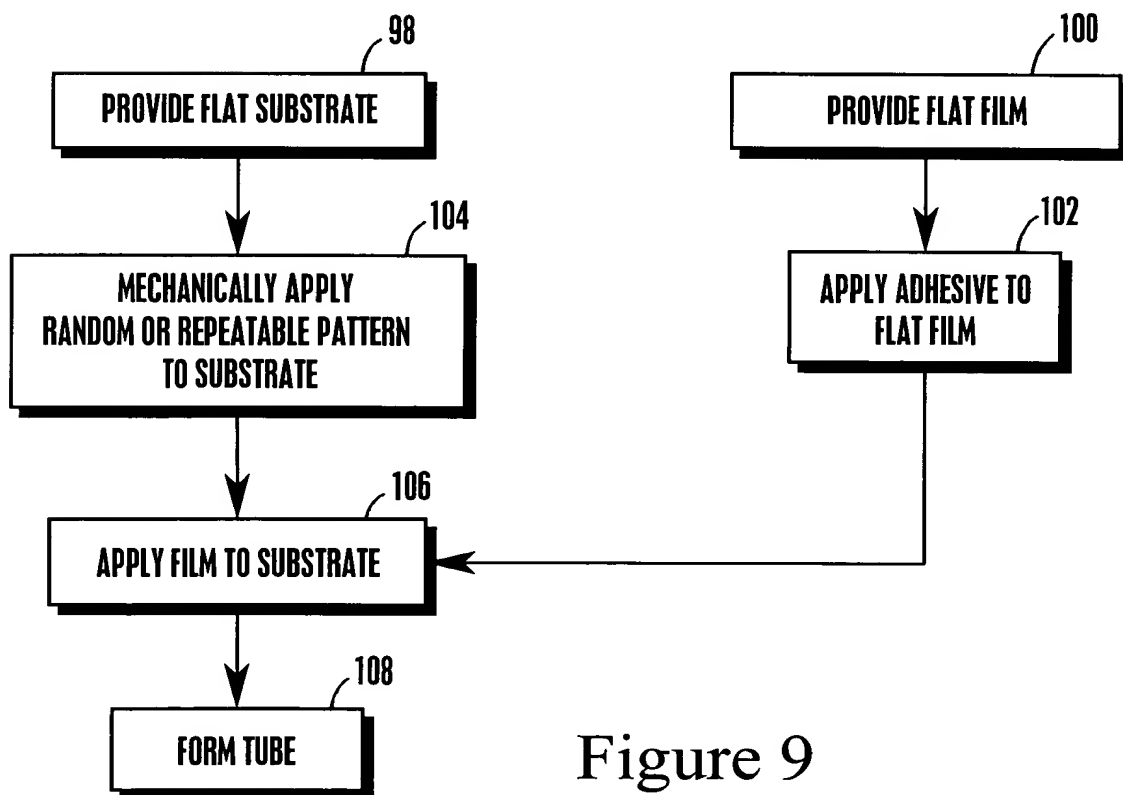 98
PROVIDE FLAT SUBSTRATE
100
PROVIDE FLAT FILM
104
MECHANICALLY APPLY
RANDOM OR REPEATABLE PATTERN
TO SUBSTRATE
102
APPLY ADHESIVE TO
FLAT FILM
106
APPLY FILM TO SUBSTRATE
108
FORM TUBE
Figure 9